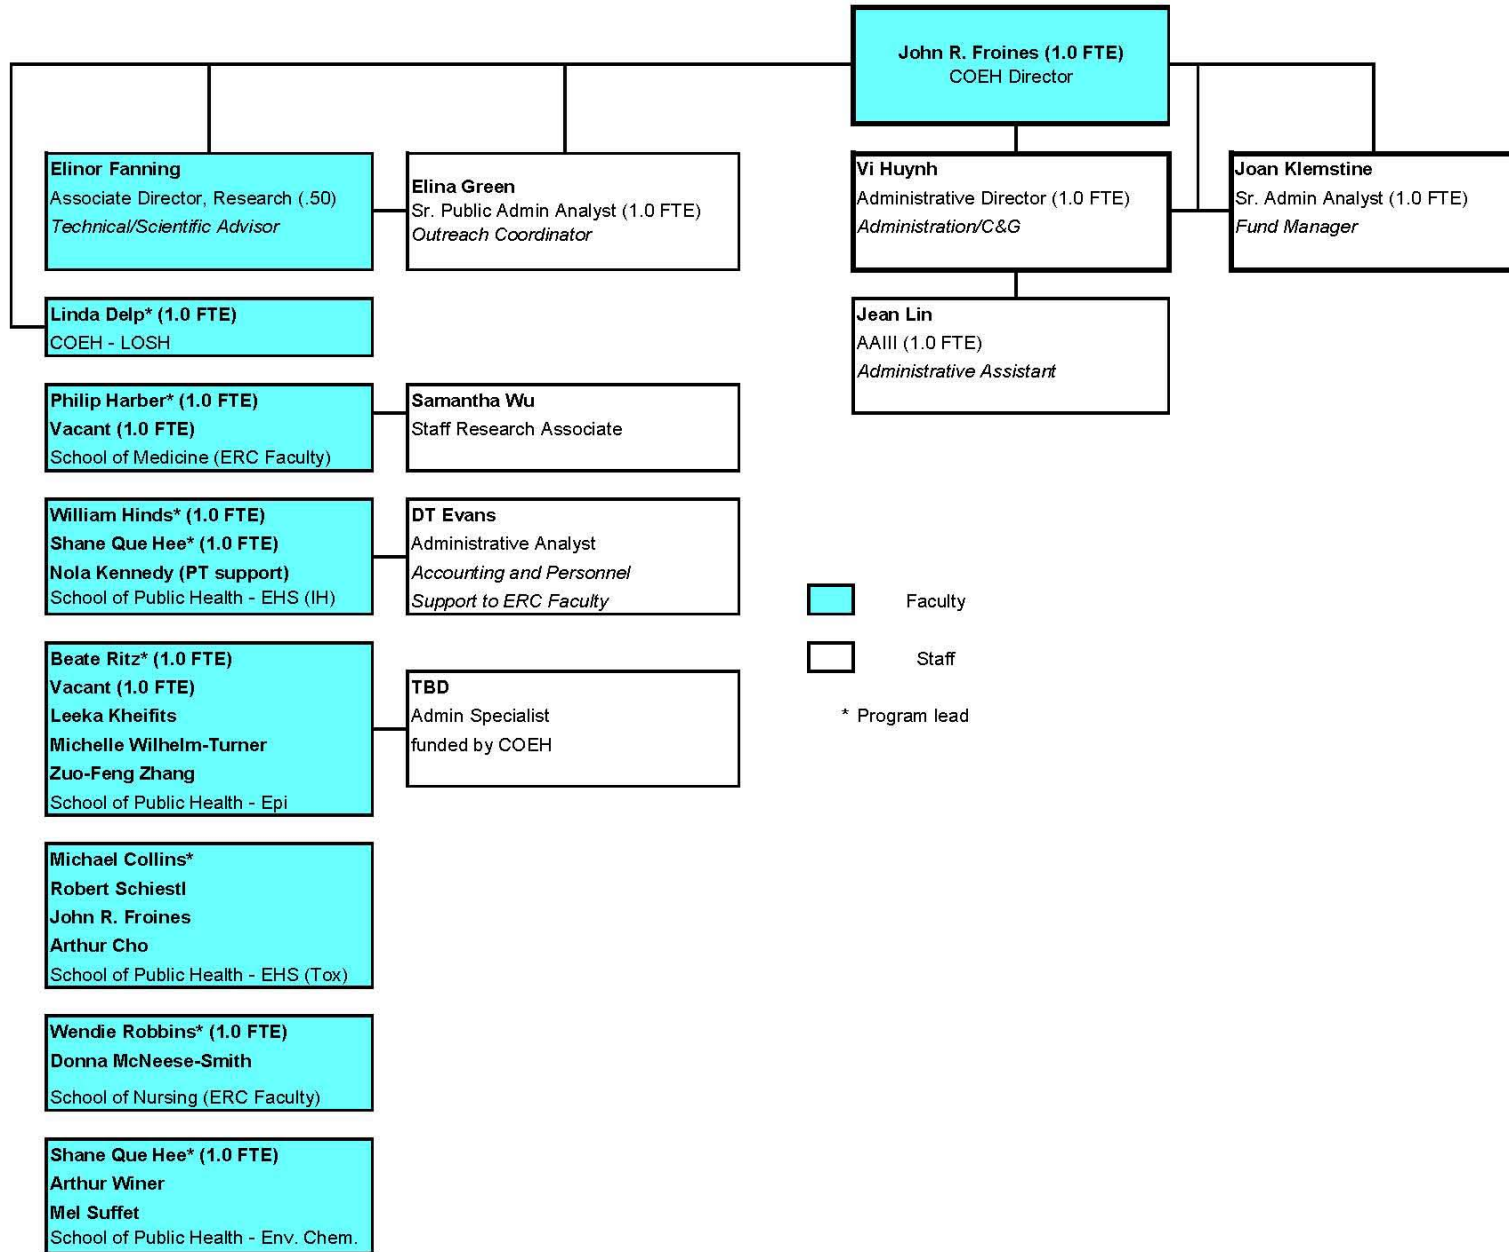 John R. Froines (1.0 FTE)
COEH Director
Elinor Fanning
Associate Director, Research (.50)
Technical/Scientific Advisor
Elina Green
Sr. Public Admin Analyst (1.0 FTE)
Outreach Coordinator
Vi Huynh
Administrative Director (1.0 FTE)
Administration/C&G
Joan Klemstine
Sr. Admin Analyst (1.0 FTE)
Fund Manager
Linda Delp* (1.0 FTE)
COEH - LOSH
Jean Lin
AAIII (1.0 FTE)
Administrative Assistant
Philip Harber* (1.0 FTE)
Vacant (1.0 FTE)
School of Medicine (ERC Faculty)
Samantha Wu
Staff Research Associate
William Hinds* (1.0 FTE)
Shane Que Hee* (1.0 FTE)
Nola Kennedy (PT support)
School of Public Health - EHS (IH)
DT Evans
Administrative Analyst
Accounting and Personnel
Support to ERC Faculty
Faculty
Staff
* Program lead
Beate Ritz* (1.0 FTE)
Vacant (1.0 FTE)
Leeka Kheifits
Michelle Wilhelm-Turner
Zuo-Feng Zhang
School of Public Health - Epi
TBD
Admin Specialist
funded by COEH
Michael Collins*
Robert Schiestl
John R. Froines
Arthur Cho
School of Public Health - EHS (Tox)
Wendie Robbins* (1.0 FTE)
Donna McNeese-Smith
School of Nursing (ERC Faculty)
Shane Que Hee* (1.0 FTE)
Arthur Winer
Mel Suffet
School of Public Health - Env. Chem.